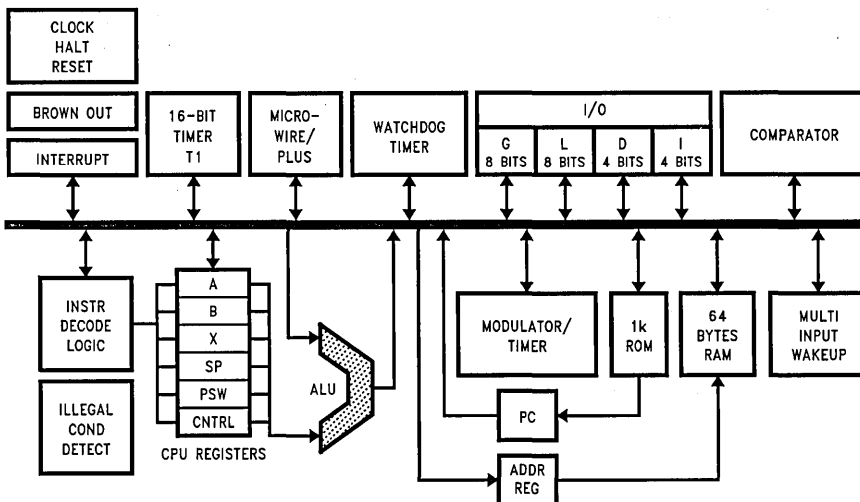 CLOCK
HALT
RESET
BROWN OUT
INTERRUPT
16-BIT
TIMER
T1
MICRO-
WIRE/
PLUS
WATCHDOG
TIMER
I/O
G
8 BITS
L
8 BITS
D
4 BITS
I
4 BITS
COMPARATOR
INSTR
DECODE
LOGIC
ILLEGAL
COND
DETECT
A
B
X
SP
PSW
CNTRL
CPU REGISTERS
ALU
MODULATOR/
TIMER
1k
ROM
64
BYTES
RAM
MULTI
INPUT
WAKEUP
PC
ADDR
REG